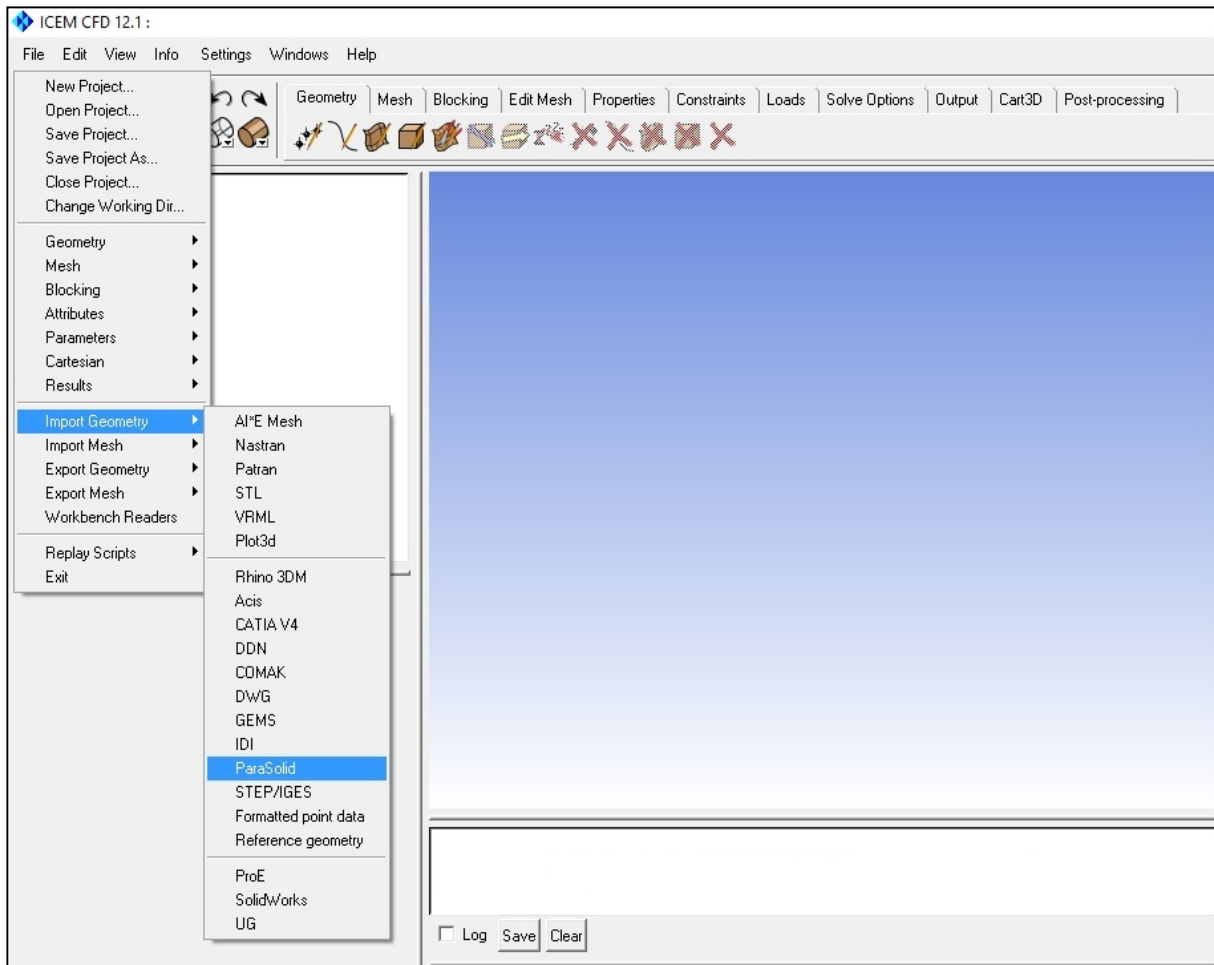 ICEM CFD 12.1 :
File Edit View Info Settings Windows Help
New Project...
Open Project...
Save Project...
Save Project As...
Close Project...
Change Working Dir...
Geometry
Mesh
Blocking
Attributes
Parameters
Cartesian
Results
Import Geometry
Import Mesh
Export Geometry
Export Mesh
Workbench Readers
Replay Scripts
Exit
Geometry Mesh Blocking Edit Mesh Properties Constraints Loads Solve Options Output Cart3D Post-processing
AI*E Mesh
Nastran
Patran
STL
VRML
Plot3d
Rhino 3DM
Acis
CATIA V4
DDN
COMAK
DWG
GEMS
IDI
ParaSolid
STEP/IGES
Formatted point data
Reference geometry
ProE
SolidWorks
UG
Log Save Clear